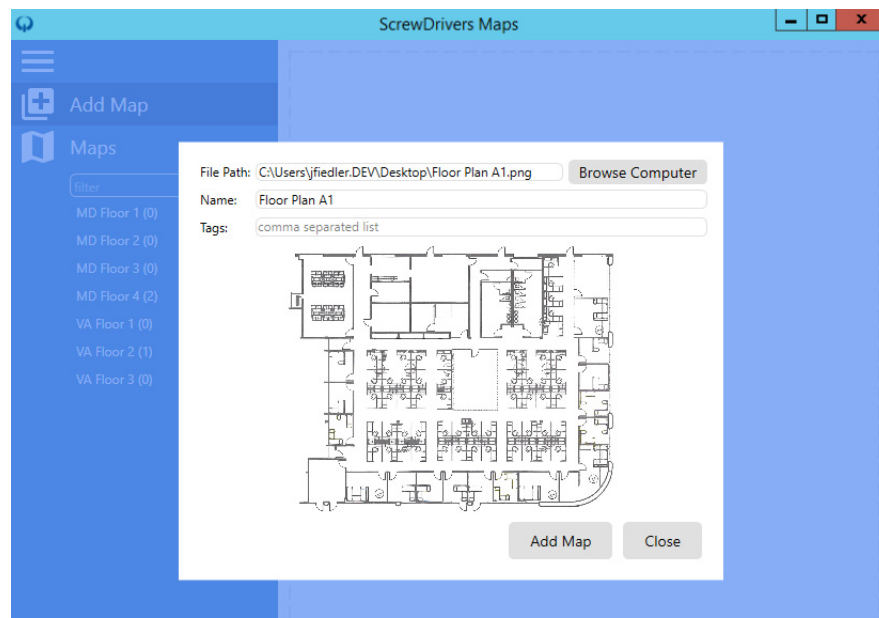 ScrewDrivers Maps
Add Map
Maps
filter
MD Floor 1 (0)
MD Floor 2 (0)
MD Floor 3 (0)
MD Floor 4 (2)
VA Floor 1 (0)
VA Floor 2 (1)
VA Floor 3 (0)
File Path: C:\Users\jfiedler.DEV\Desktop\Floor Plan A1.png Browse Computer
Name: Floor Plan A1
Tags: comma separated list
Add Map Close